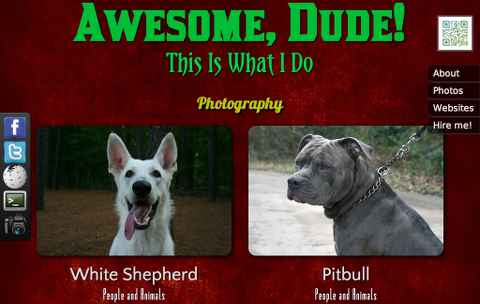 Awesome, Dude!
This Is What I Do
About
Photos
Websites
Hire me!
Photography
White Shepherd
People and Animals
Pitbull
People and Animals